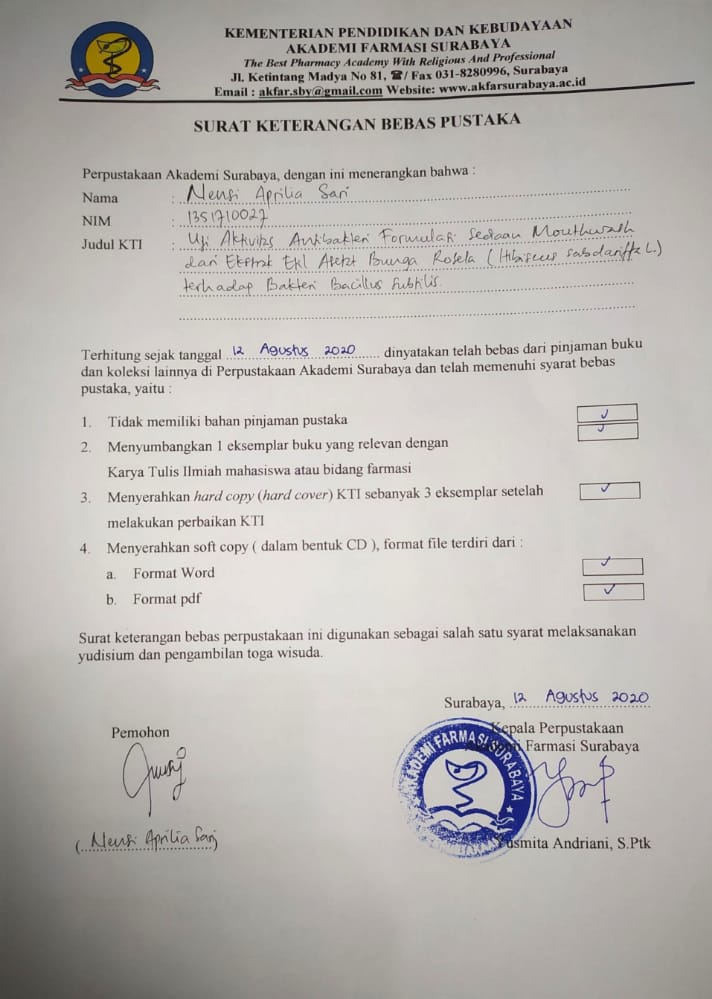 KEMENTERIAN PENDIDIKAN DAN KEBUDAYAAN
AKADEMI FARMASI SURABAYA
The Best Pharmacy Academy With Religious And Professional
Jl. Ketintang Madya No 81, ☎/ Fax 031-8280996, Surabaya
Email : akfar.sby@gmail.com Website: www.akfarsurabaya.ac.id
SURAT KETERANGAN BEBAS PUSTAKA
Perpustakaan Akademi Surabaya, dengan ini menerangkan bahwa :
Nama : Nensi Aprilia Sari
NIM : 1351710027
Judul KTI : Uji Aktivitas Antibakteri Formulasi Sediaan Mouthwash
dari Ekstrak Etil Asetat Bunga Rosela (Hibiscus Sabdariffa L.)
terhadap Bakteri Bacillus Subtilis.
Terhitung sejak tanggal 12 Agustus 2020 dinyatakan telah bebas dari pinjaman buku
dan koleksi lainnya di Perpustakaan Akademi Surabaya dan telah memenuhi syarat bebas
pustaka, yaitu :
1. Tidak memiliki bahan pinjaman pustaka ✓
2. Menyumbangkan 1 eksemplar buku yang relevan dengan ✓
Karya Tulis Ilmiah mahasiswa atau bidang farmasi
3. Menyerahkan hard copy (hard cover) KTI sebanyak 3 eksemplar setelah ✓
melakukan perbaikan KTI
4. Menyerahkan soft copy ( dalam bentuk CD ), format file terdiri dari :
a. Format Word ✓
b. Format pdf ✓
Surat keterangan bebas perpustakaan ini digunakan sebagai salah satu syarat melaksanakan
yudisium dan pengambilan toga wisuda.
Surabaya, 12 Agustus 2020
Pemohon
Kepala Perpustakaan
Akademi Farmasi Surabaya
AKADEMI FARMASI SURABAYA
(Nensi Aprilia Sari
Yusmita Andriani, S.Ptk